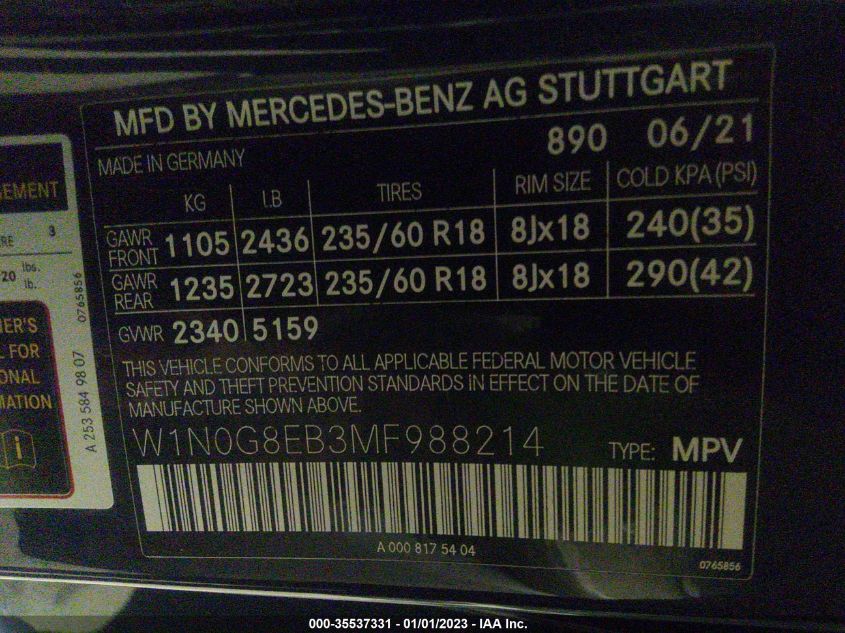 MFD BY MERCEDES-BENZ AG STUTTGART
MADE IN GERMANY 890 06/21
KG LB TIRES RIM SIZE COLD KPA (PSI)
GAWR FRONT 1105 2436 235/60 R18 8Jx18 240(35)
GAWR REAR 1235 2723 235/60 R18 8Jx18 290(42)
GVWR 2340 5159
THIS VEHICLE CONFORMS TO ALL APPLICABLE FEDERAL MOTOR VEHICLE
SAFETY AND THEFT PREVENTION STANDARDS IN EFFECT ON THE DATE OF
MANUFACTURE SHOWN ABOVE.
W1N0G8EB3MF988214 TYPE: MPV
A 000 817 54 04
0765856
3
20 lbs.
lb.
FOR
A 253 584 98 07 0765856
i
000-35537331 - 01/01/2023 - IAA Inc.